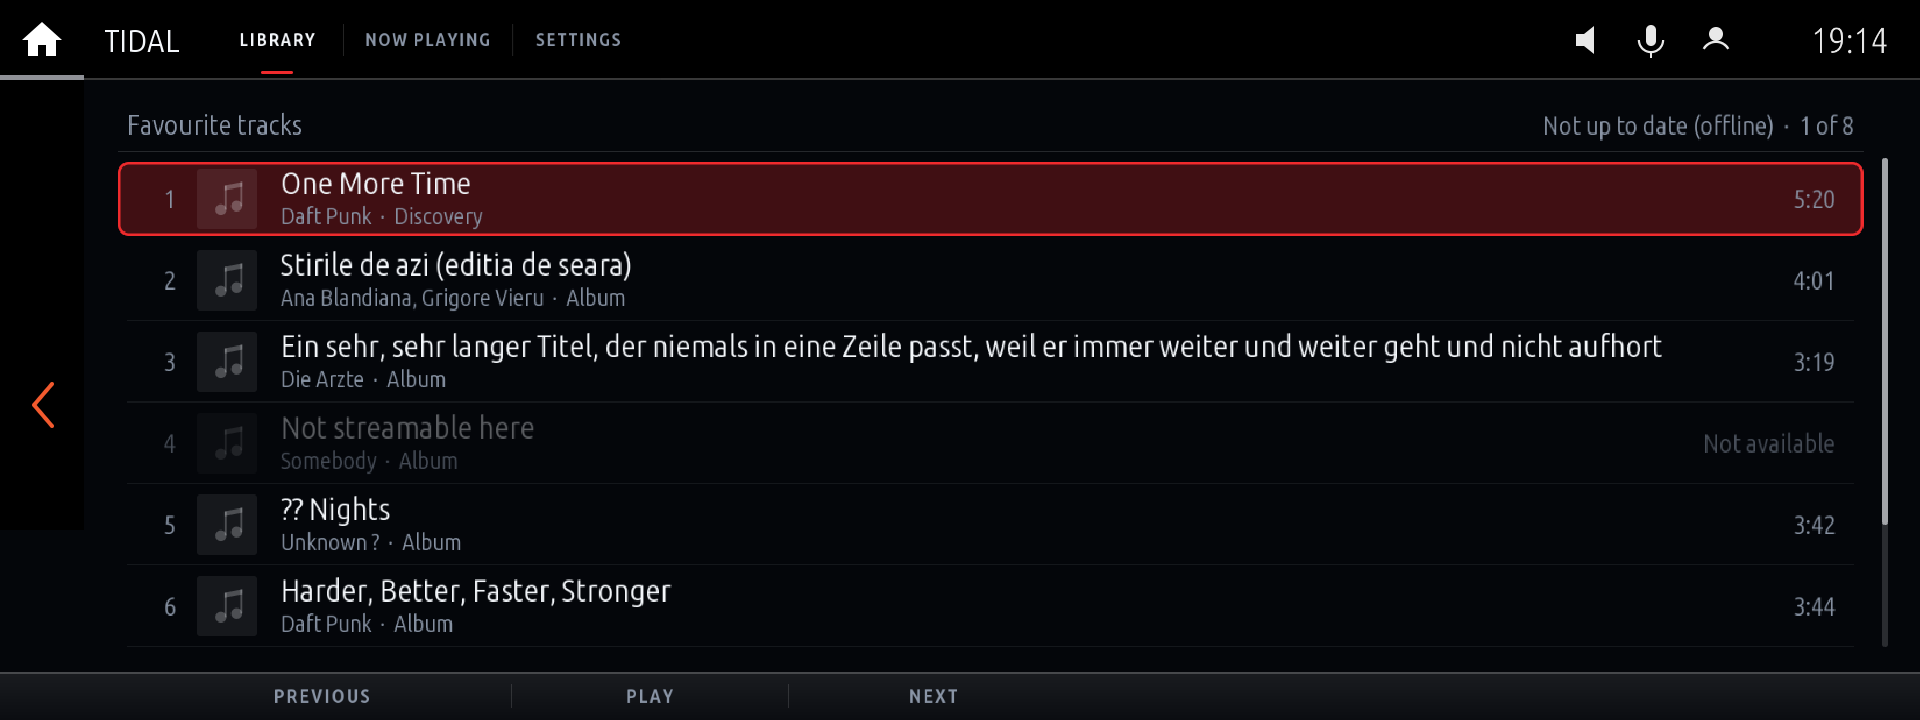 TIDAL
LIBRARY
NOW PLAYING
SETTINGS
19:14
Favourite tracks
Not up to date (offline) · 1 of 8
1
One More Time
Daft Punk · Discovery
5:20
2
Stirile de azi (editia de seara)
Ana Blandiana, Grigore Vieru · Album
4:01
3
Ein sehr, sehr langer Titel, der niemals in eine Zeile passt, weil er immer weiter und weiter geht und nicht aufhort
Die Arzte · Album
3:19
4
Not streamable here
Somebody · Album
Not available
5
?? Nights
Unknown ? · Album
3:42
6
Harder, Better, Faster, Stronger
Daft Punk · Album
3:44
PREVIOUS
PLAY
NEXT